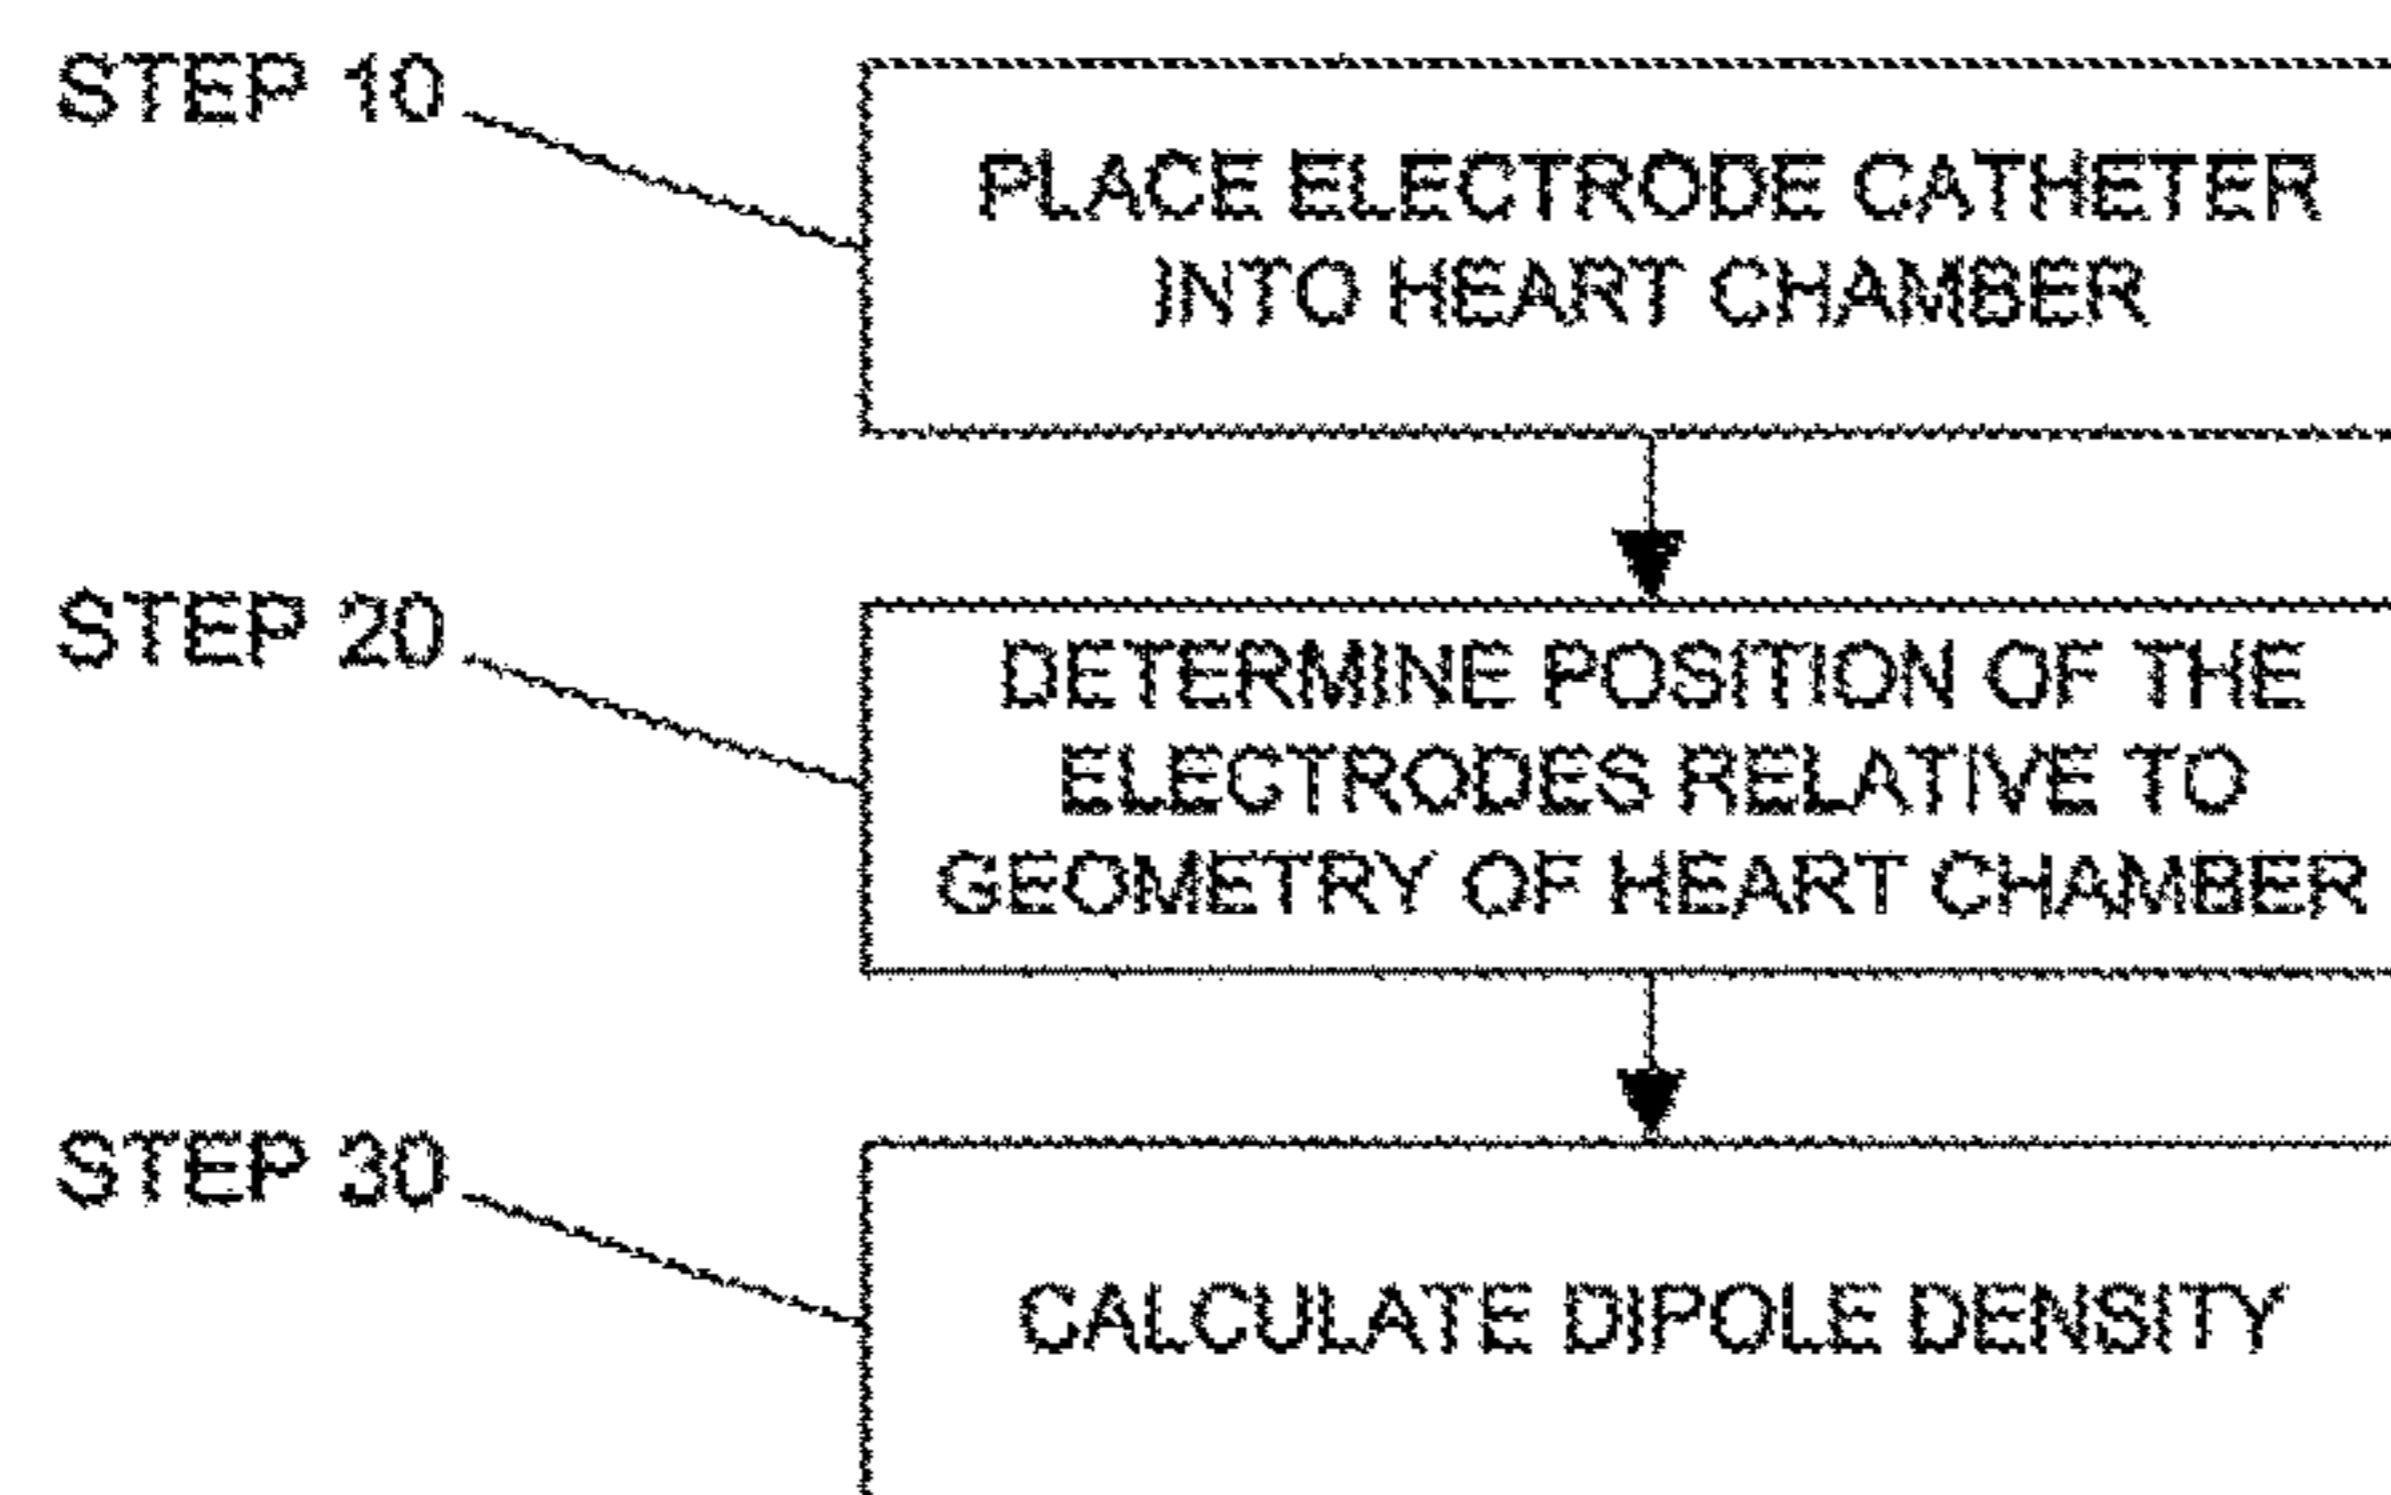 STEP 10
PLACE ELECTRODE CATHETER
INTO HEART CHAMBER
STEP 20
DETERMINE POSITION OF THE
ELECTRODES RELATIVE TO
GEOMETRY OF HEART CHAMBER
STEP 30
CALCULATE DIPOLE DENSITY